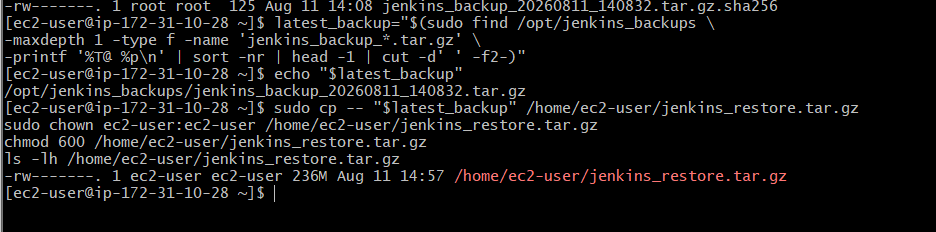 -rw-------. 1 root root  125 Aug 11 14:08 jenkins_backup_20260811_140832.tar.gz.sha256
[ec2-user@ip-172-31-10-28 ~]$ latest_backup="$(sudo find /opt/jenkins_backups \
-maxdepth 1 -type f -name 'jenkins_backup_*.tar.gz' \
-printf '%T@ %p\n' | sort -nr | head -1 | cut -d' ' -f2-)"
[ec2-user@ip-172-31-10-28 ~]$ echo "$latest_backup"
/opt/jenkins_backups/jenkins_backup_20260811_140832.tar.gz
[ec2-user@ip-172-31-10-28 ~]$ sudo cp -- "$latest_backup" /home/ec2-user/jenkins_restore.tar.gz
sudo chown ec2-user:ec2-user /home/ec2-user/jenkins_restore.tar.gz
chmod 600 /home/ec2-user/jenkins_restore.tar.gz
ls -lh /home/ec2-user/jenkins_restore.tar.gz
-rw-------. 1 ec2-user ec2-user 236M Aug 11 14:57 /home/ec2-user/jenkins_restore.tar.gz
[ec2-user@ip-172-31-10-28 ~]$